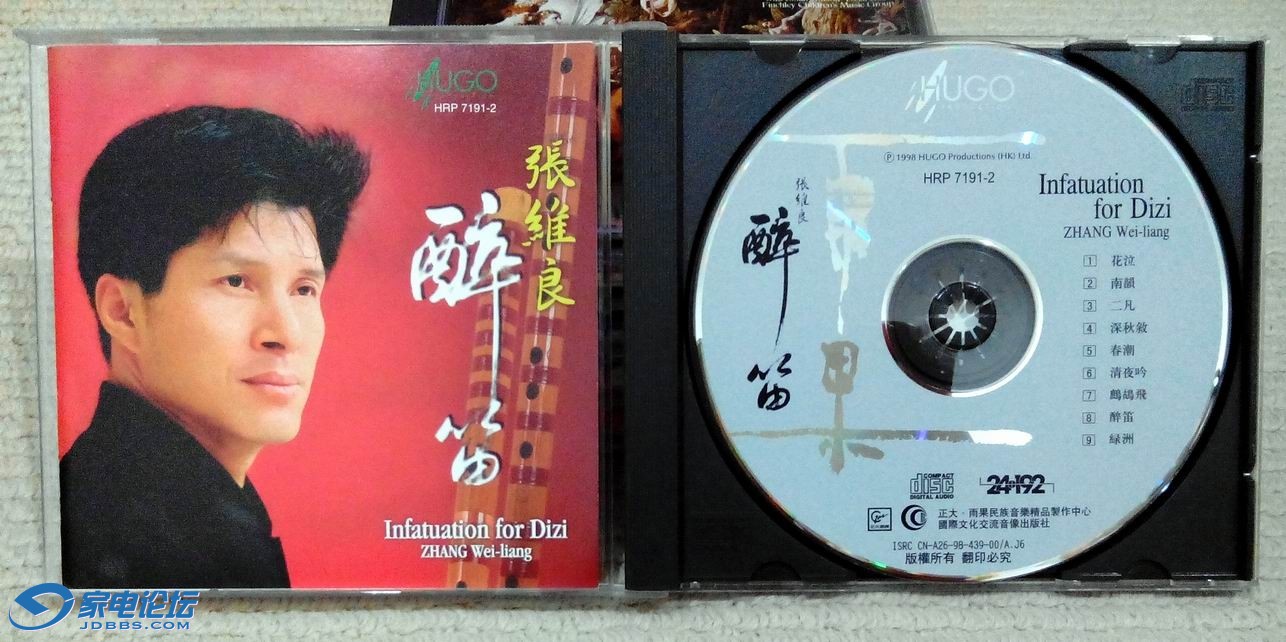 Finchley Children's Music Group
HUGO
HRP 7191-2
張維良
醉笛
Infatuation for Dizi
ZHANG Wei-liang
HUGO
℗ 1998 HUGO Productions (HK) Ltd.
HRP 7191-2
張維良
醉笛
雨果
Infatuation
for Dizi
ZHANG Wei-liang
1 花泣
2 南韻
3 二凡
4 深秋敘
5 春潮
6 清夜吟
7 鷓鴣飛
8 醉笛
9 綠洲
COMPACT
disc
DIGITAL AUDIO
24·192
正大·雨果民族音樂精品製作中心
國際文化交流音像出版社
ISRC CN-A26-98-439-00/A.J6
版權所有 翻印必究
家电论坛
JDBBS.COM